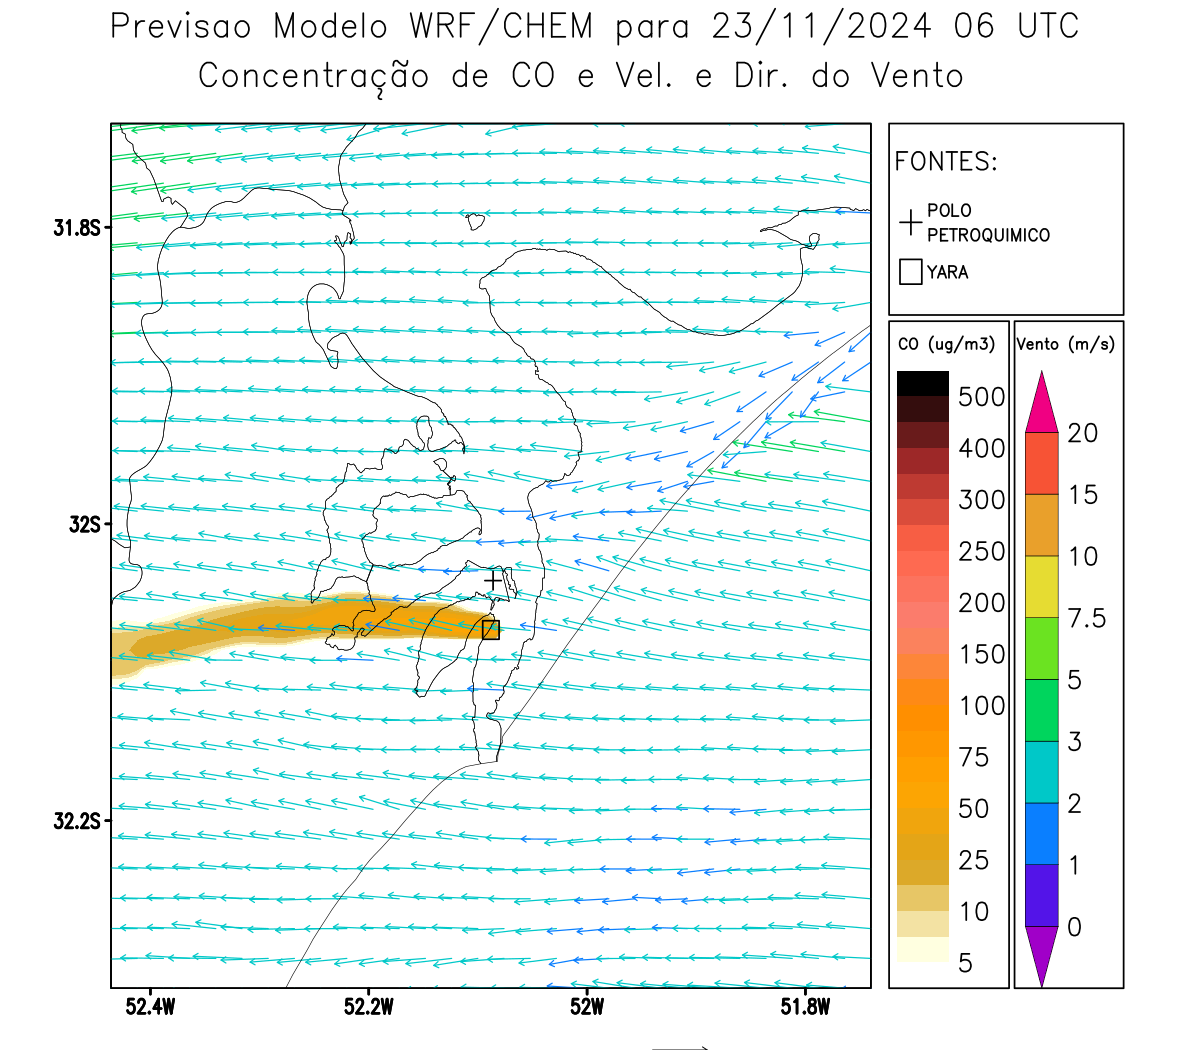 Previsao Modelo WRF/CHEM para 23/11/2024 06 UTC
Concentração de CO e Vel. e Dir. do Vento
FONTES:
POLO
PETROQUIMICO
YARA
CO (ug/m3)
500
400
300
250
200
150
100
75
50
25
10
5
Vento (m/s)
20
15
10
7.5
5
3
2
1
0
31.8S
32S
32.2S
52.4W
52.2W
52W
51.8W